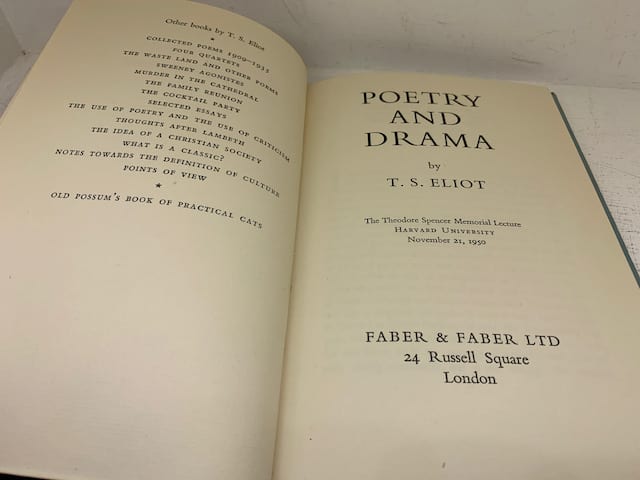 Other books by T. S. Eliot
★
COLLECTED POEMS 1909–1935
FOUR QUARTETS
THE WASTE LAND AND OTHER POEMS
SWEENEY AGONISTES
MURDER IN THE CATHEDRAL
THE FAMILY REUNION
THE COCKTAIL PARTY
SELECTED ESSAYS
THE USE OF POETRY AND THE USE OF CRITICISM
THOUGHTS AFTER LAMBETH
THE IDEA OF A CHRISTIAN SOCIETY
WHAT IS A CLASSIC?
NOTES TOWARDS THE DEFINITION OF CULTURE
POINTS OF VIEW
★
OLD POSSUM'S BOOK OF PRACTICAL CATS
POETRY
AND
DRAMA
by
T. S. ELIOT
The Theodore Spencer Memorial Lecture
HARVARD UNIVERSITY
November 21, 1950
FABER & FABER LTD
24 Russell Square
London